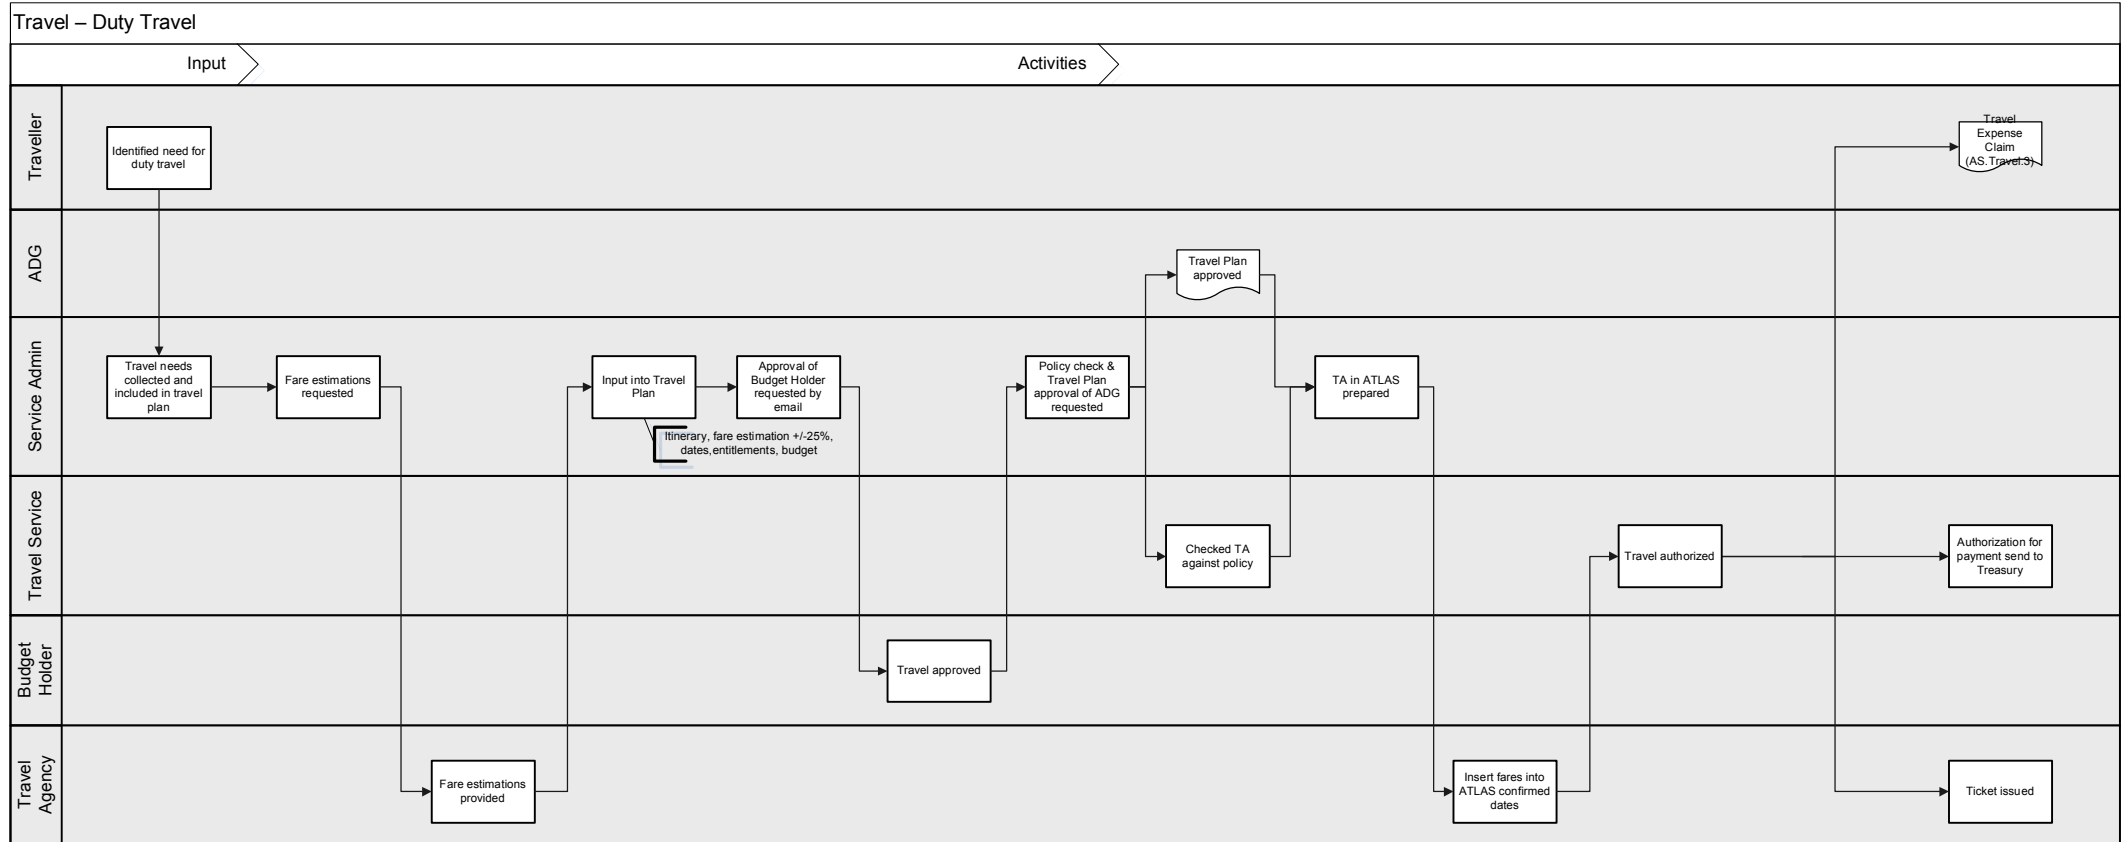 Travel – Duty Travel
Input
Activities
Traveller
Identified need for
duty travel
Travel
Expense
Claim
(AS.Travel.3)
ADG
Travel Plan
approved
Service Admin
Travel needs
collected and
included in travel
plan
Fare estimations
requested
Input into Travel
Plan
Approval of
Budget Holder
requested by
email
Itinerary, fare estimation +/-25%,
dates,entitlements, budget
Policy check &
Travel Plan
approval of ADG
requested
TA in ATLAS
prepared
Travel Service
Checked TA
against policy
Travel authorized
Authorization for
payment send to
Treasury
Budget
Holder
Travel approved
Travel
Agency
Fare estimations
provided
Insert fares into
ATLAS confirmed
dates
Ticket issued